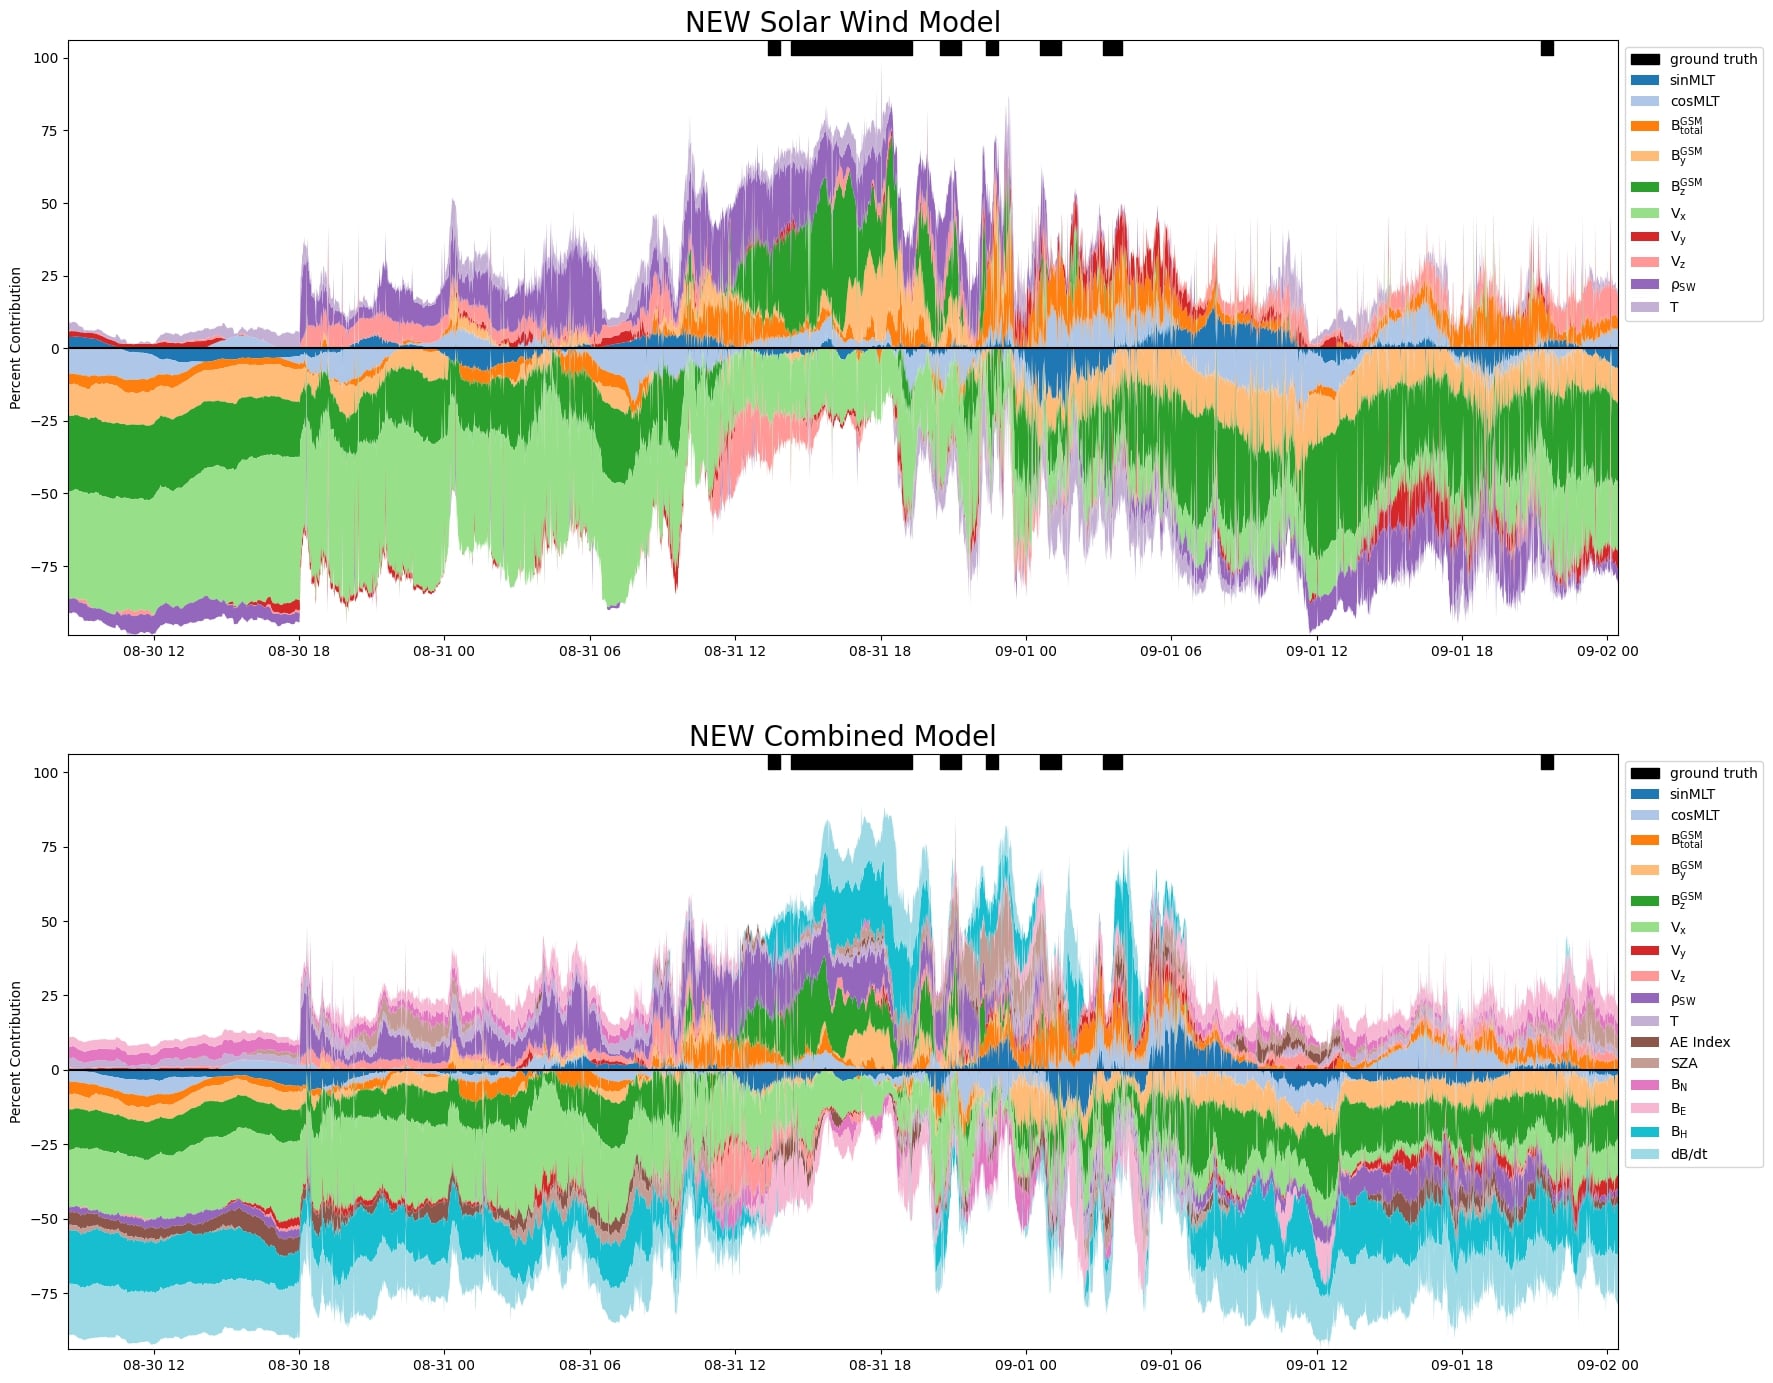 NEW Solar Wind Model
100
75
50
25
0
−25
−50
−75
Percent Contribution
08-30 12 08-30 18 08-31 00 08-31 06 08-31 12 08-31 18 09-01 00 09-01 06 09-01 12 09-01 18 09-02 00
ground truth
sinMLT
cosMLT
B_total^GSM
B_y^GSM
B_z^GSM
V_x
V_y
V_z
ρ_SW
T
NEW Combined Model
100
75
50
25
0
−25
−50
−75
Percent Contribution
08-30 12 08-30 18 08-31 00 08-31 06 08-31 12 08-31 18 09-01 00 09-01 06 09-01 12 09-01 18 09-02 00
ground truth
sinMLT
cosMLT
B_total^GSM
B_y^GSM
B_z^GSM
V_x
V_y
V_z
ρ_SW
T
AE Index
SZA
B_N
B_E
B_H
dB/dt